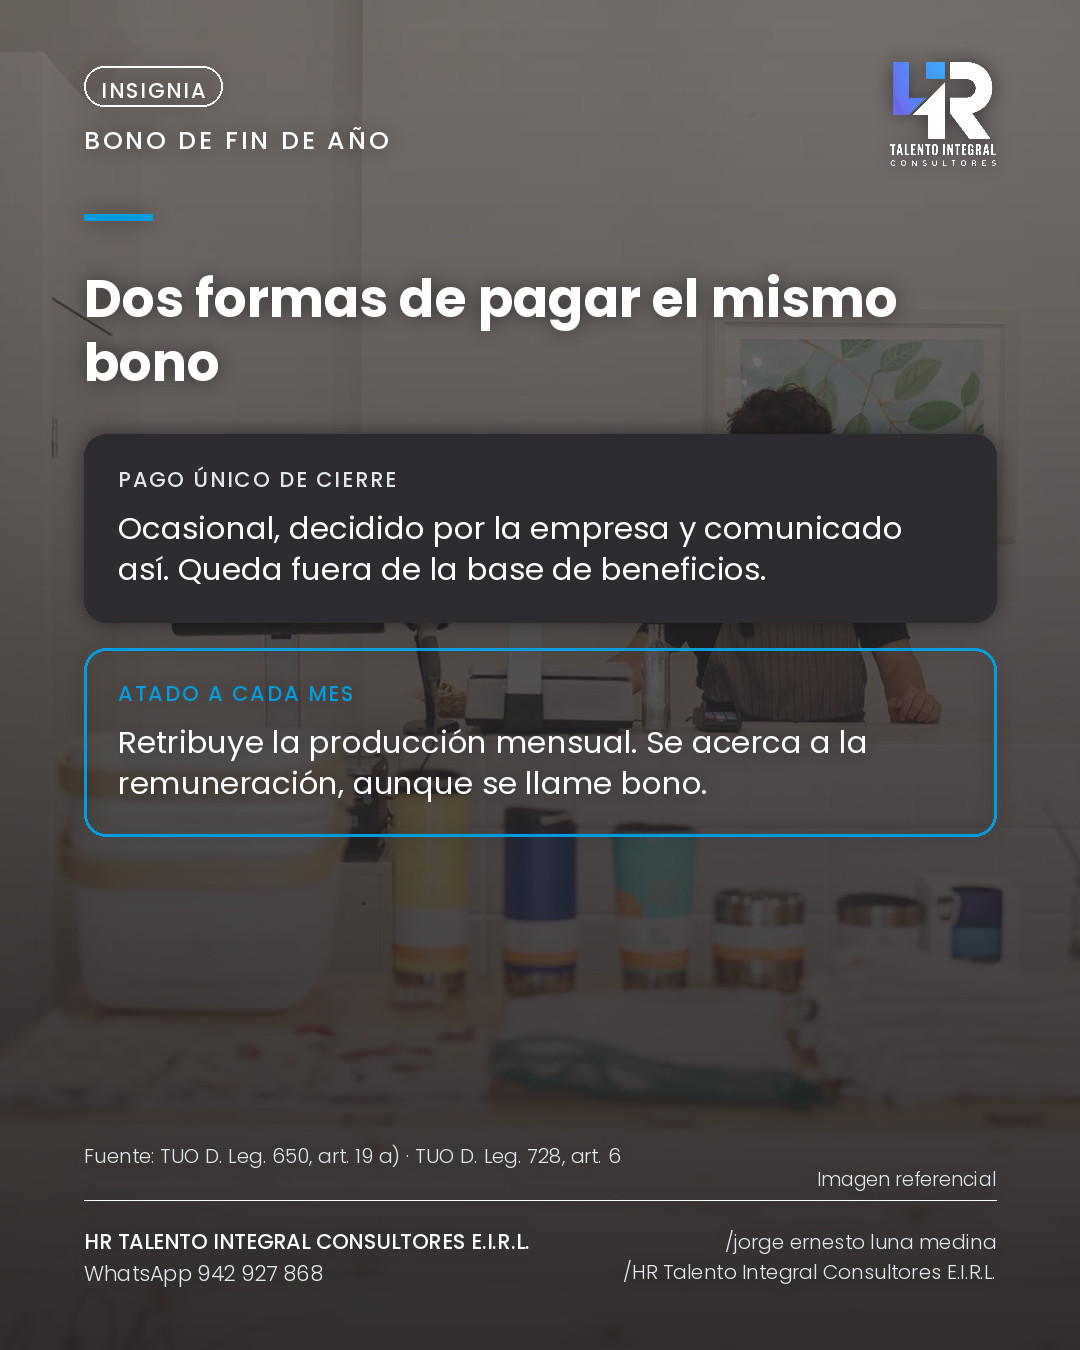 INSIGNIA
BONO DE FIN DE AÑO
HR
TALENTO INTEGRAL
CONSULTORES
Dos formas de pagar el mismo
bono
PAGO ÚNICO DE CIERRE
Ocasional, decidido por la empresa y comunicado
así. Queda fuera de la base de beneficios.
ATADO A CADA MES
Retribuye la producción mensual. Se acerca a la
remuneración, aunque se llame bono.
Fuente: TUO D. Leg. 650, art. 19 a) · TUO D. Leg. 728, art. 6
Imagen referencial
HR TALENTO INTEGRAL CONSULTORES E.I.R.L.
WhatsApp 942 927 868
/jorge ernesto luna medina
/HR Talento Integral Consultores E.I.R.L.